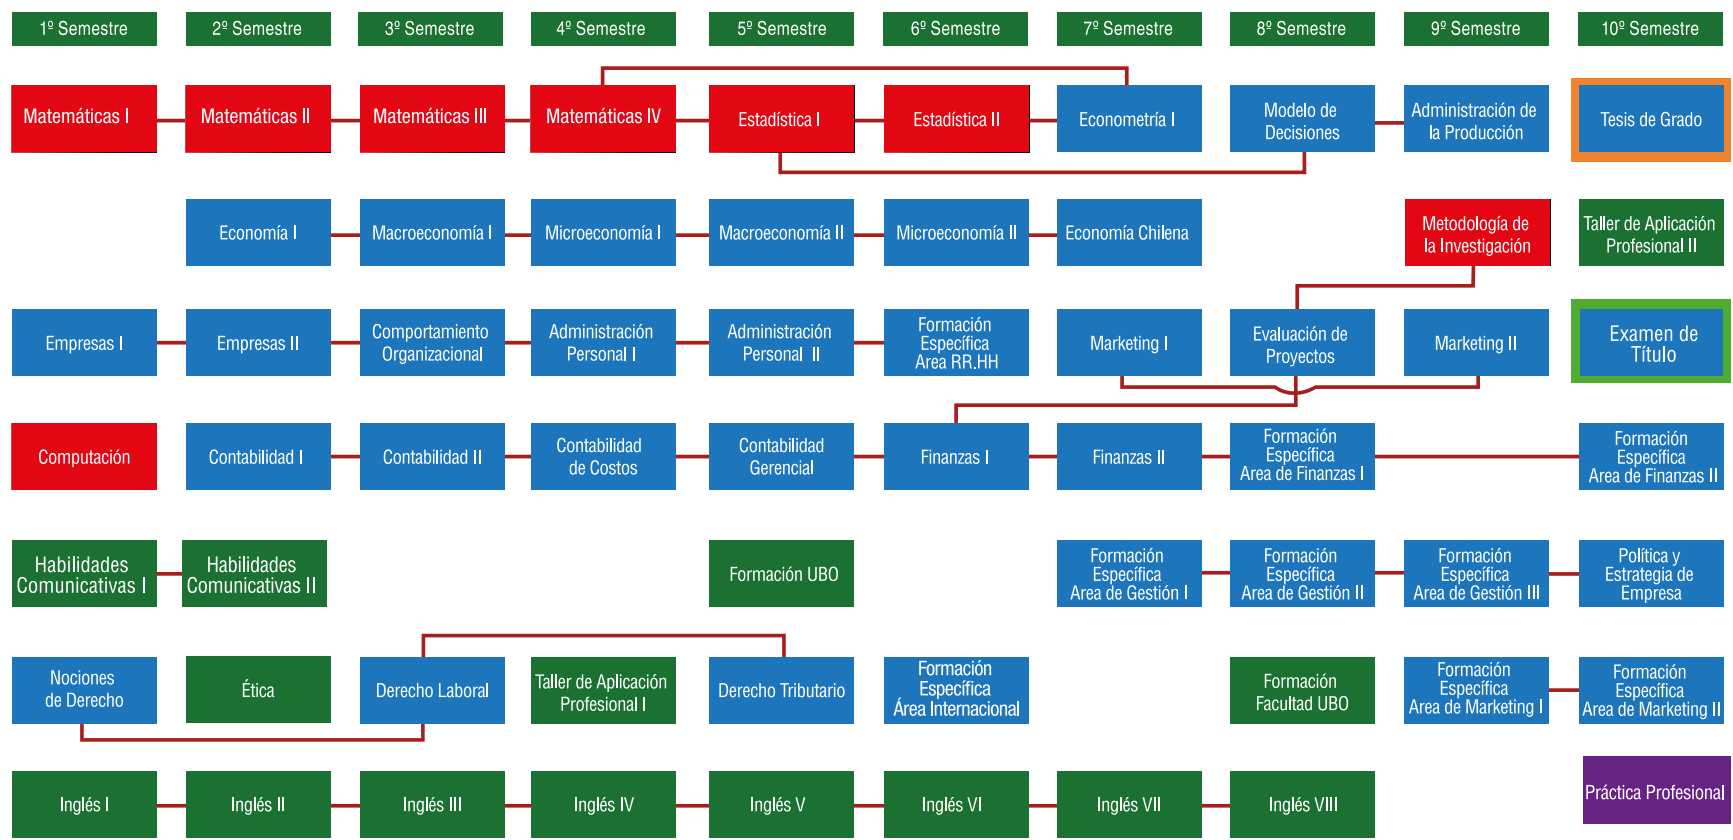 1º Semestre
2º Semestre
3º Semestre
4º Semestre
5º Semestre
6º Semestre
7º Semestre
8º Semestre
9º Semestre
10º Semestre
Matemáticas I
Matemáticas II
Matemáticas III
Matemáticas IV
Estadística I
Estadística II
Econometría I
Modelo de
Decisiones
Administración de
la Producción
Tesis de Grado
Economía I
Macroeconomía I
Microeconomía I
Macroeconomía II
Microeconomía II
Economía Chilena
Metodología de
la Investigación
Taller de Aplicación
Profesional II
Empresas I
Empresas II
Comportamiento
Organizacional
Administración
Personal I
Administración
Personal II
Formación
Específica
Area RR.HH
Marketing I
Evaluación de
Proyectos
Marketing II
Examen de
Título
Computación
Contabilidad I
Contabilidad II
Contabilidad
de Costos
Contabilidad
Gerencial
Finanzas I
Finanzas II
Formación
Específica
Area de Finanzas I
Formación
Específica
Area de Finanzas II
Habilidades
Comunicativas I
Habilidades
Comunicativas II
Formación UBO
Formación
Específica
Area de Gestión I
Formación
Específica
Area de Gestión II
Formación
Específica
Area de Gestión III
Política y
Estrategia de
Empresa
Nociones
de Derecho
Ética
Derecho Laboral
Taller de Aplicación
Profesional I
Derecho Tributario
Formación
Específica
Área Internacional
Formación
Facultad UBO
Formación
Específica
Area de Marketing I
Formación
Específica
Area de Marketing II
Inglés I
Inglés II
Inglés III
Inglés IV
Inglés V
Inglés VI
Inglés VII
Inglés VIII
Práctica Profesional